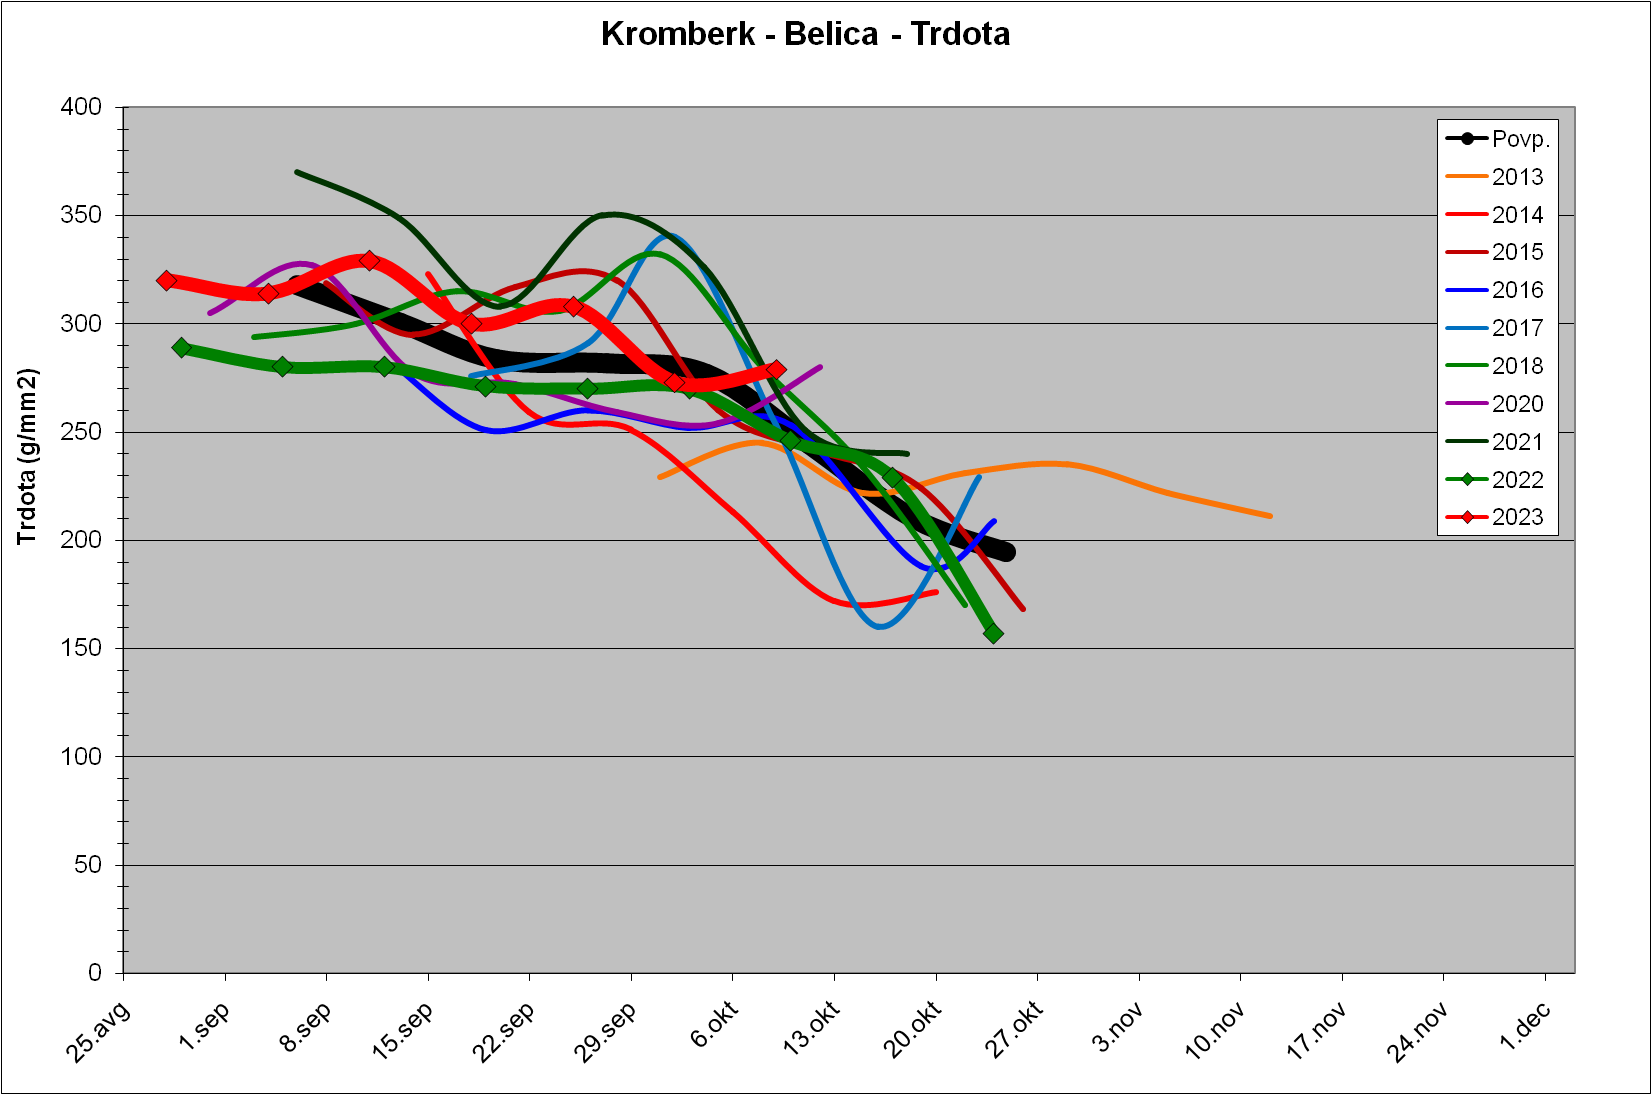 Kromberk - Belica - Trdota
Trdota (g/mm2)
400
350
300
250
200
150
100
50
0
25.avg
1.sep
8.sep
15.sep
22.sep
29.sep
6.okt
13.okt
20.okt
27.okt
3.nov
10.nov
17.nov
24.nov
1.dec
Povp.
2013
2014
2015
2016
2017
2018
2020
2021
2022
2023